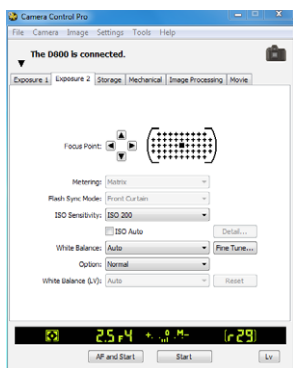 Camera Control Pro
File Camera Image Settings Tools Help
The D800 is connected.
Exposure 1 Exposure 2 Storage Mechanical Image Processing Movie
Focus Point:
Metering: Matrix
Flash Sync Mode: Front Curtain
ISO Sensitivity: ISO 200
ISO Auto Detail...
White Balance: Auto Fine Tune...
Option: Normal
White Balance (LV): Auto Reset
2.5 F4 M- [r29]
AF and Start Start Lv